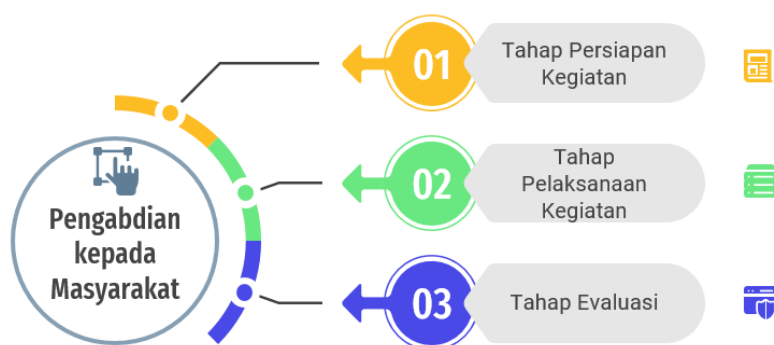 Pengabdian
kepada
Masyarakat
01
Tahap Persiapan
Kegiatan
02
Tahap
Pelaksanaan
Kegiatan
03
Tahap Evaluasi